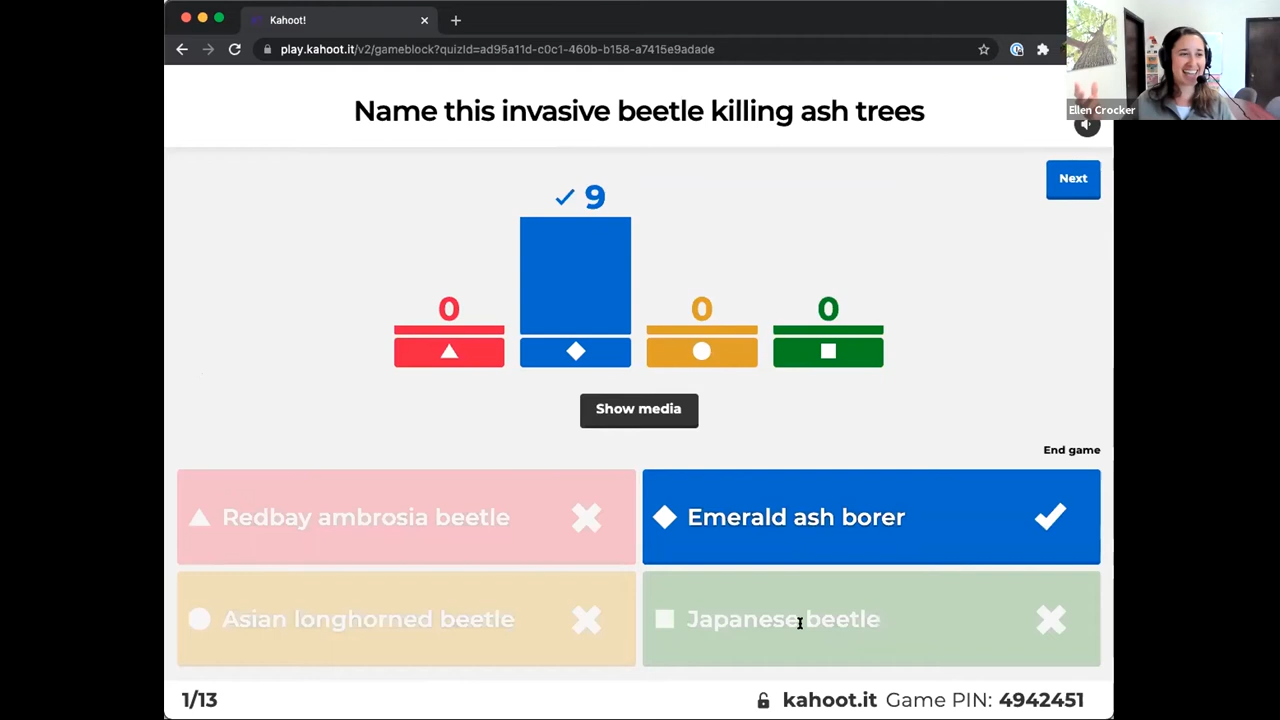 Kahoot!
play.kahoot.it/v2/gameblock?quizId=ad95a11d-c0c1-460b-b158-a7415e9adade
Ellen Crocker
Name this invasive beetle killing ash trees
Next
9
0
0
0
Show media
End game
Redbay ambrosia beetle
Emerald ash borer
Asian longhorned beetle
Japanese beetle
1/13
kahoot.it Game PIN: 4942451